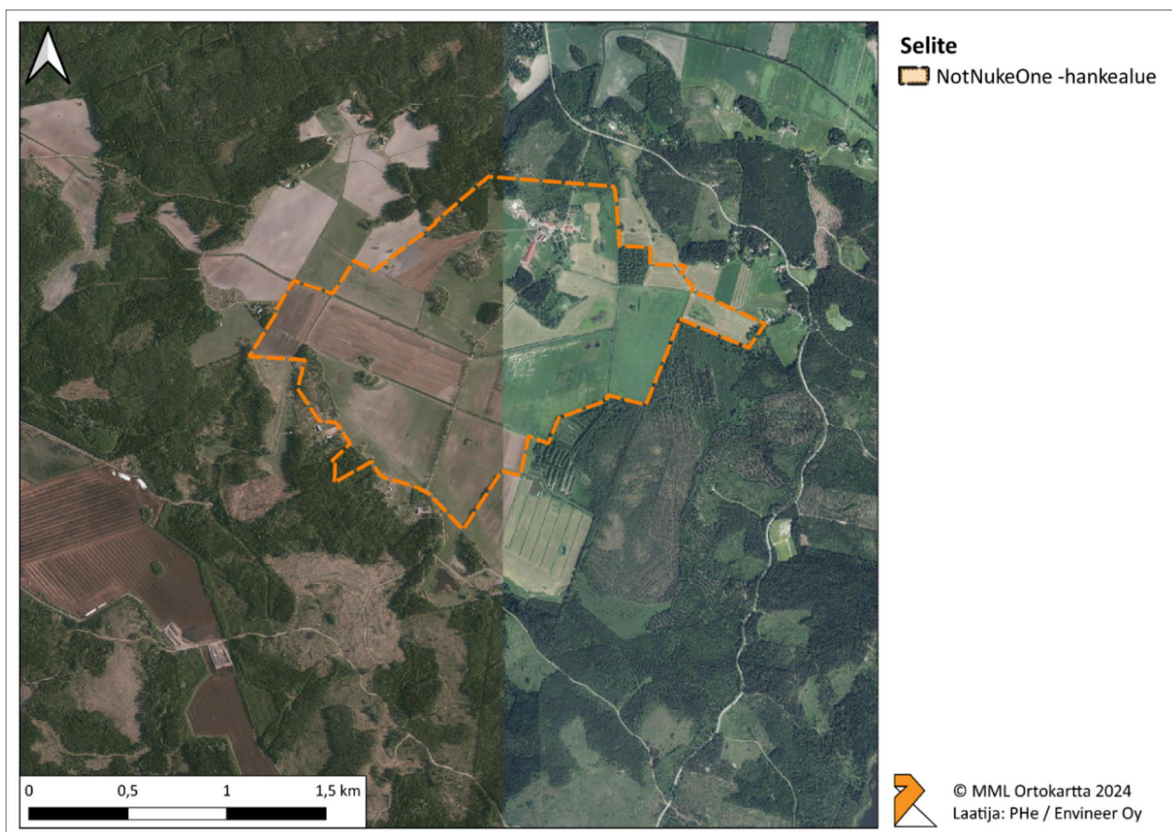 Selite
NotNukeOne -hankealue
0 0,5 1 1,5 km
© MML Ortokartta 2024
Laatija: PHe / Envineer Oy